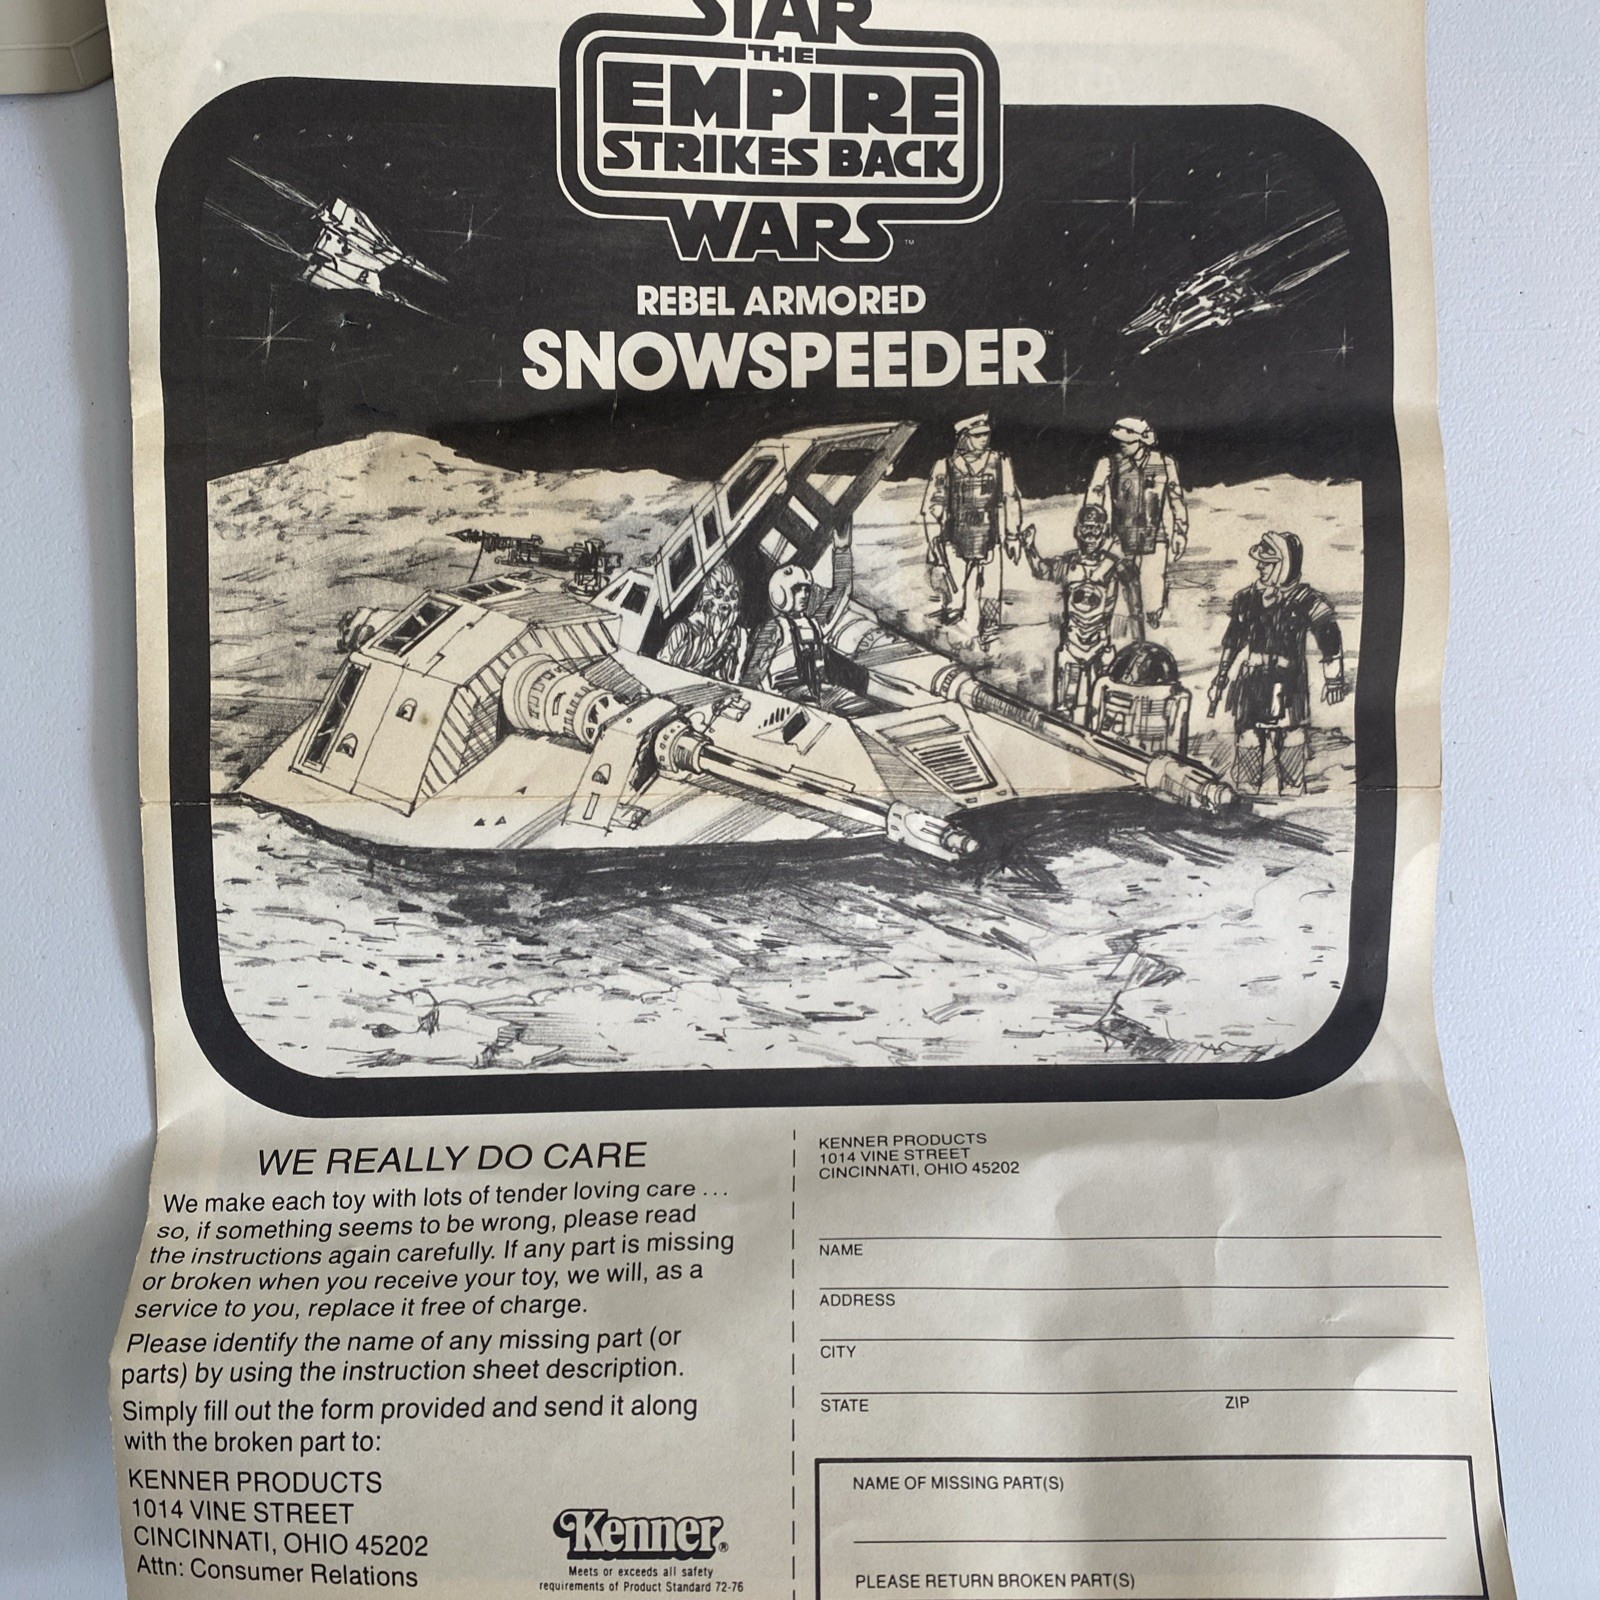 STAR
THE
EMPIRE
STRIKES BACK
WARS™
REBEL ARMORED
SNOWSPEEDER™
WE REALLY DO CARE
We make each toy with lots of tender loving care ...
so, if something seems to be wrong, please read
the instructions again carefully. If any part is missing
or broken when you receive your toy, we will, as a
service to you, replace it free of charge.
Please identify the name of any missing part (or
parts) by using the instruction sheet description.
Simply fill out the form provided and send it along
with the broken part to:
KENNER PRODUCTS
1014 VINE STREET
CINCINNATI, OHIO 45202
Attn: Consumer Relations
Kenner®
Meets or exceeds all safety
requirements of Product Standard 72-76
KENNER PRODUCTS
1014 VINE STREET
CINCINNATI, OHIO 45202
NAME
ADDRESS
CITY
STATE ZIP
NAME OF MISSING PART(S)
PLEASE RETURN BROKEN PART(S)